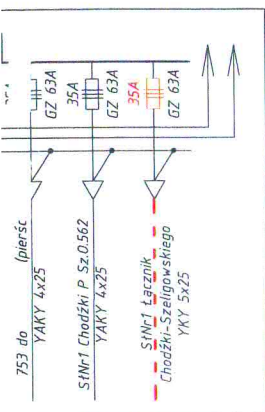 GZ 63A
35A
GZ 63A
35A
GZ 63A
753 do (pierśc
YAKY 4x25
StNr1 Chodźki P Sz.0.562
YAKY 4x25
StNr1 Łącznik
Chodźki-Szeligowskiego
YKY 5x25